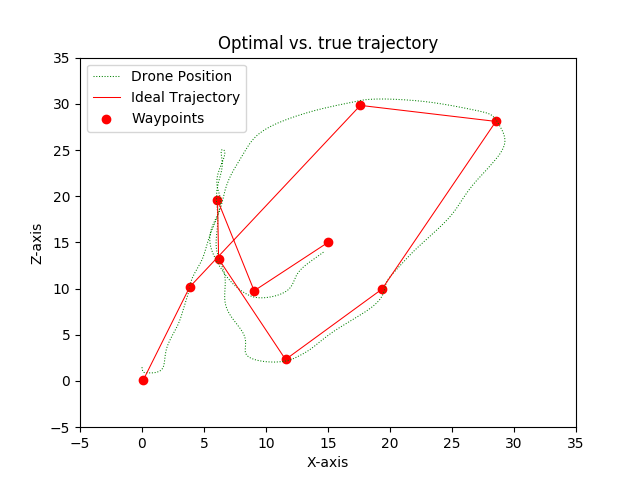 Optimal vs. true trajectory
Drone Position
Ideal Trajectory
Waypoints
35
30
25
20
15
10
5
0
−5
Z-axis
−5 0 5 10 15 20 25 30 35
X-axis